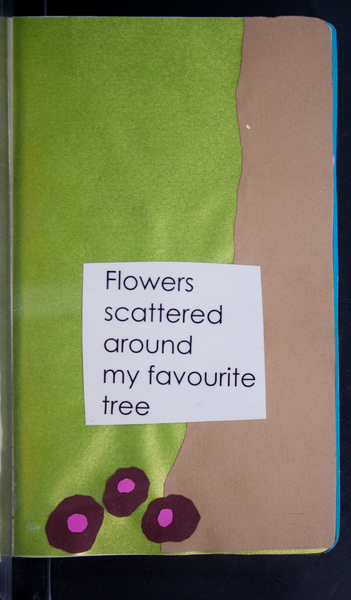 Flowers
scattered
around
my favourite
tree